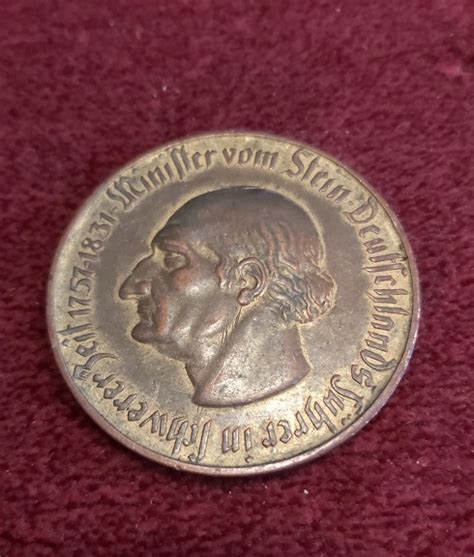 Minister vom Stein · Deutschlands Führer in schwerer Zeit 1757-1831 ·